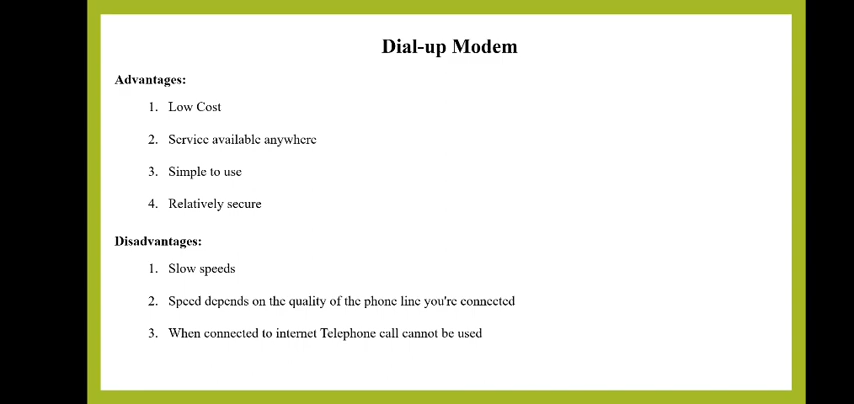 Dial-up Modem
Advantages:
1. Low Cost
2. Service available anywhere
3. Simple to use
4. Relatively secure
Disadvantages:
1. Slow speeds
2. Speed depends on the quality of the phone line you're connected
3. When connected to internet Telephone call cannot be used